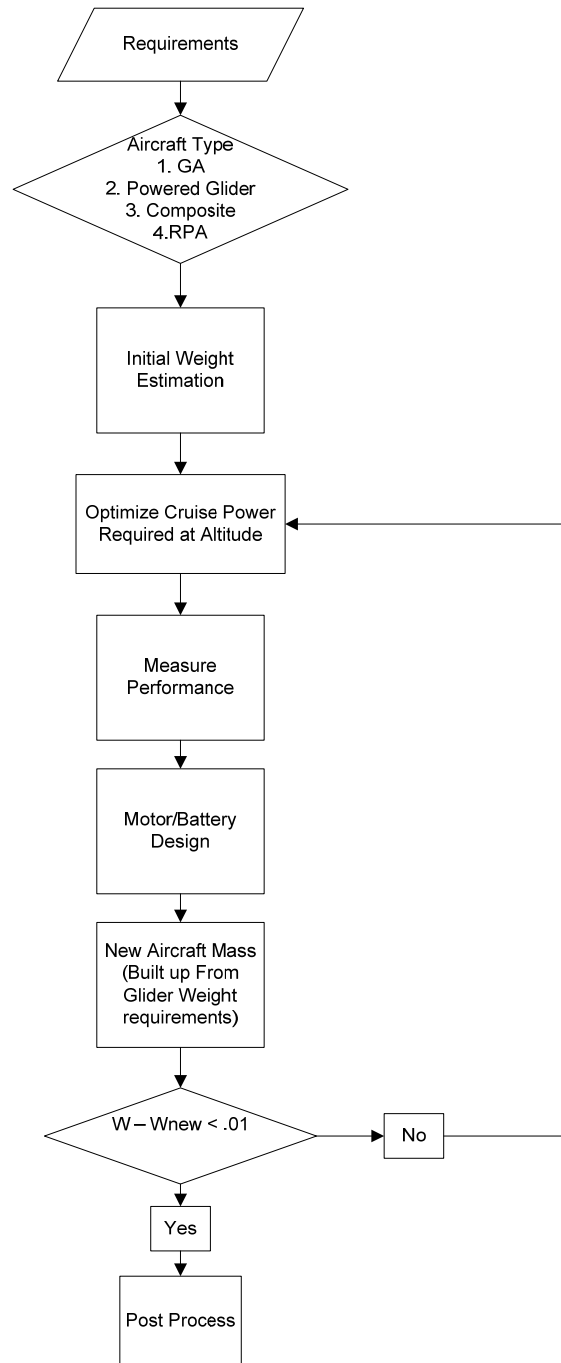 Requirements
Aircraft Type
1. GA
2. Powered Glider
3. Composite
4.RPA
Initial Weight
Estimation
Optimize Cruise Power
Required at Altitude
Measure
Performance
Motor/Battery
Design
New Aircraft Mass
(Built up From
Glider Weight
requirements)
W – Wnew < .01
No
Yes
Post Process